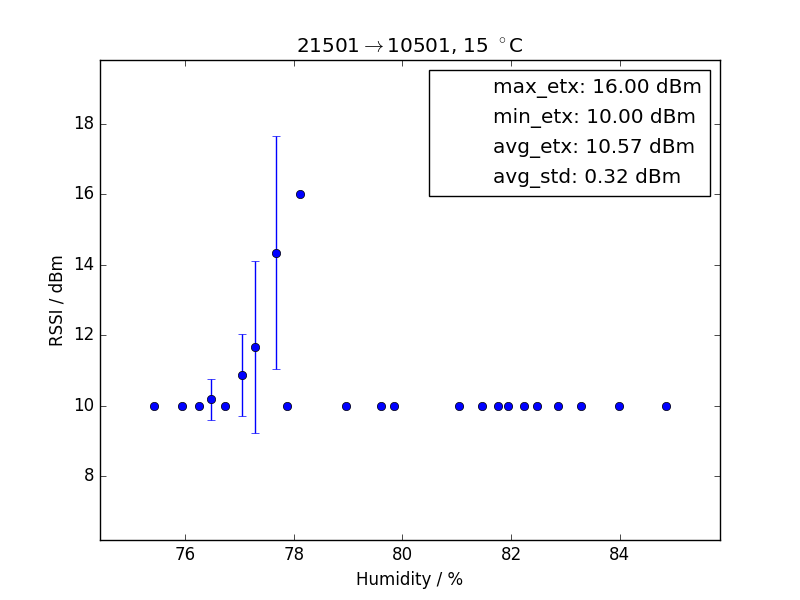 21501→10501, 15 °C
max_etx: 16.00 dBm
min_etx: 10.00 dBm
avg_etx: 10.57 dBm
avg_std: 0.32 dBm
18
16
14
12
10
8
RSSI / dBm
76 78 80 82 84
Humidity / %